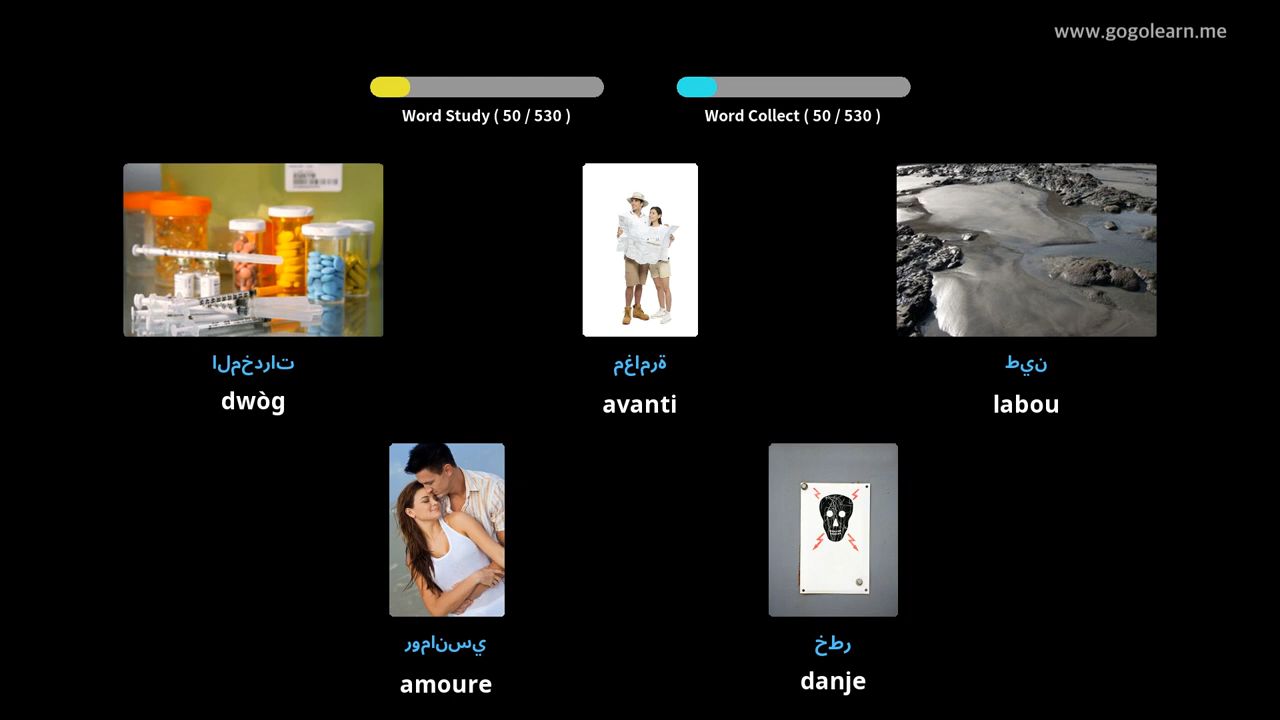 www.gogolearn.me
Word Study ( 50 / 530 )
Word Collect ( 50 / 530 )
المخدرات
dwòg
مغامرة
avanti
طين
labou
رومانسي
amoure
خطر
danje